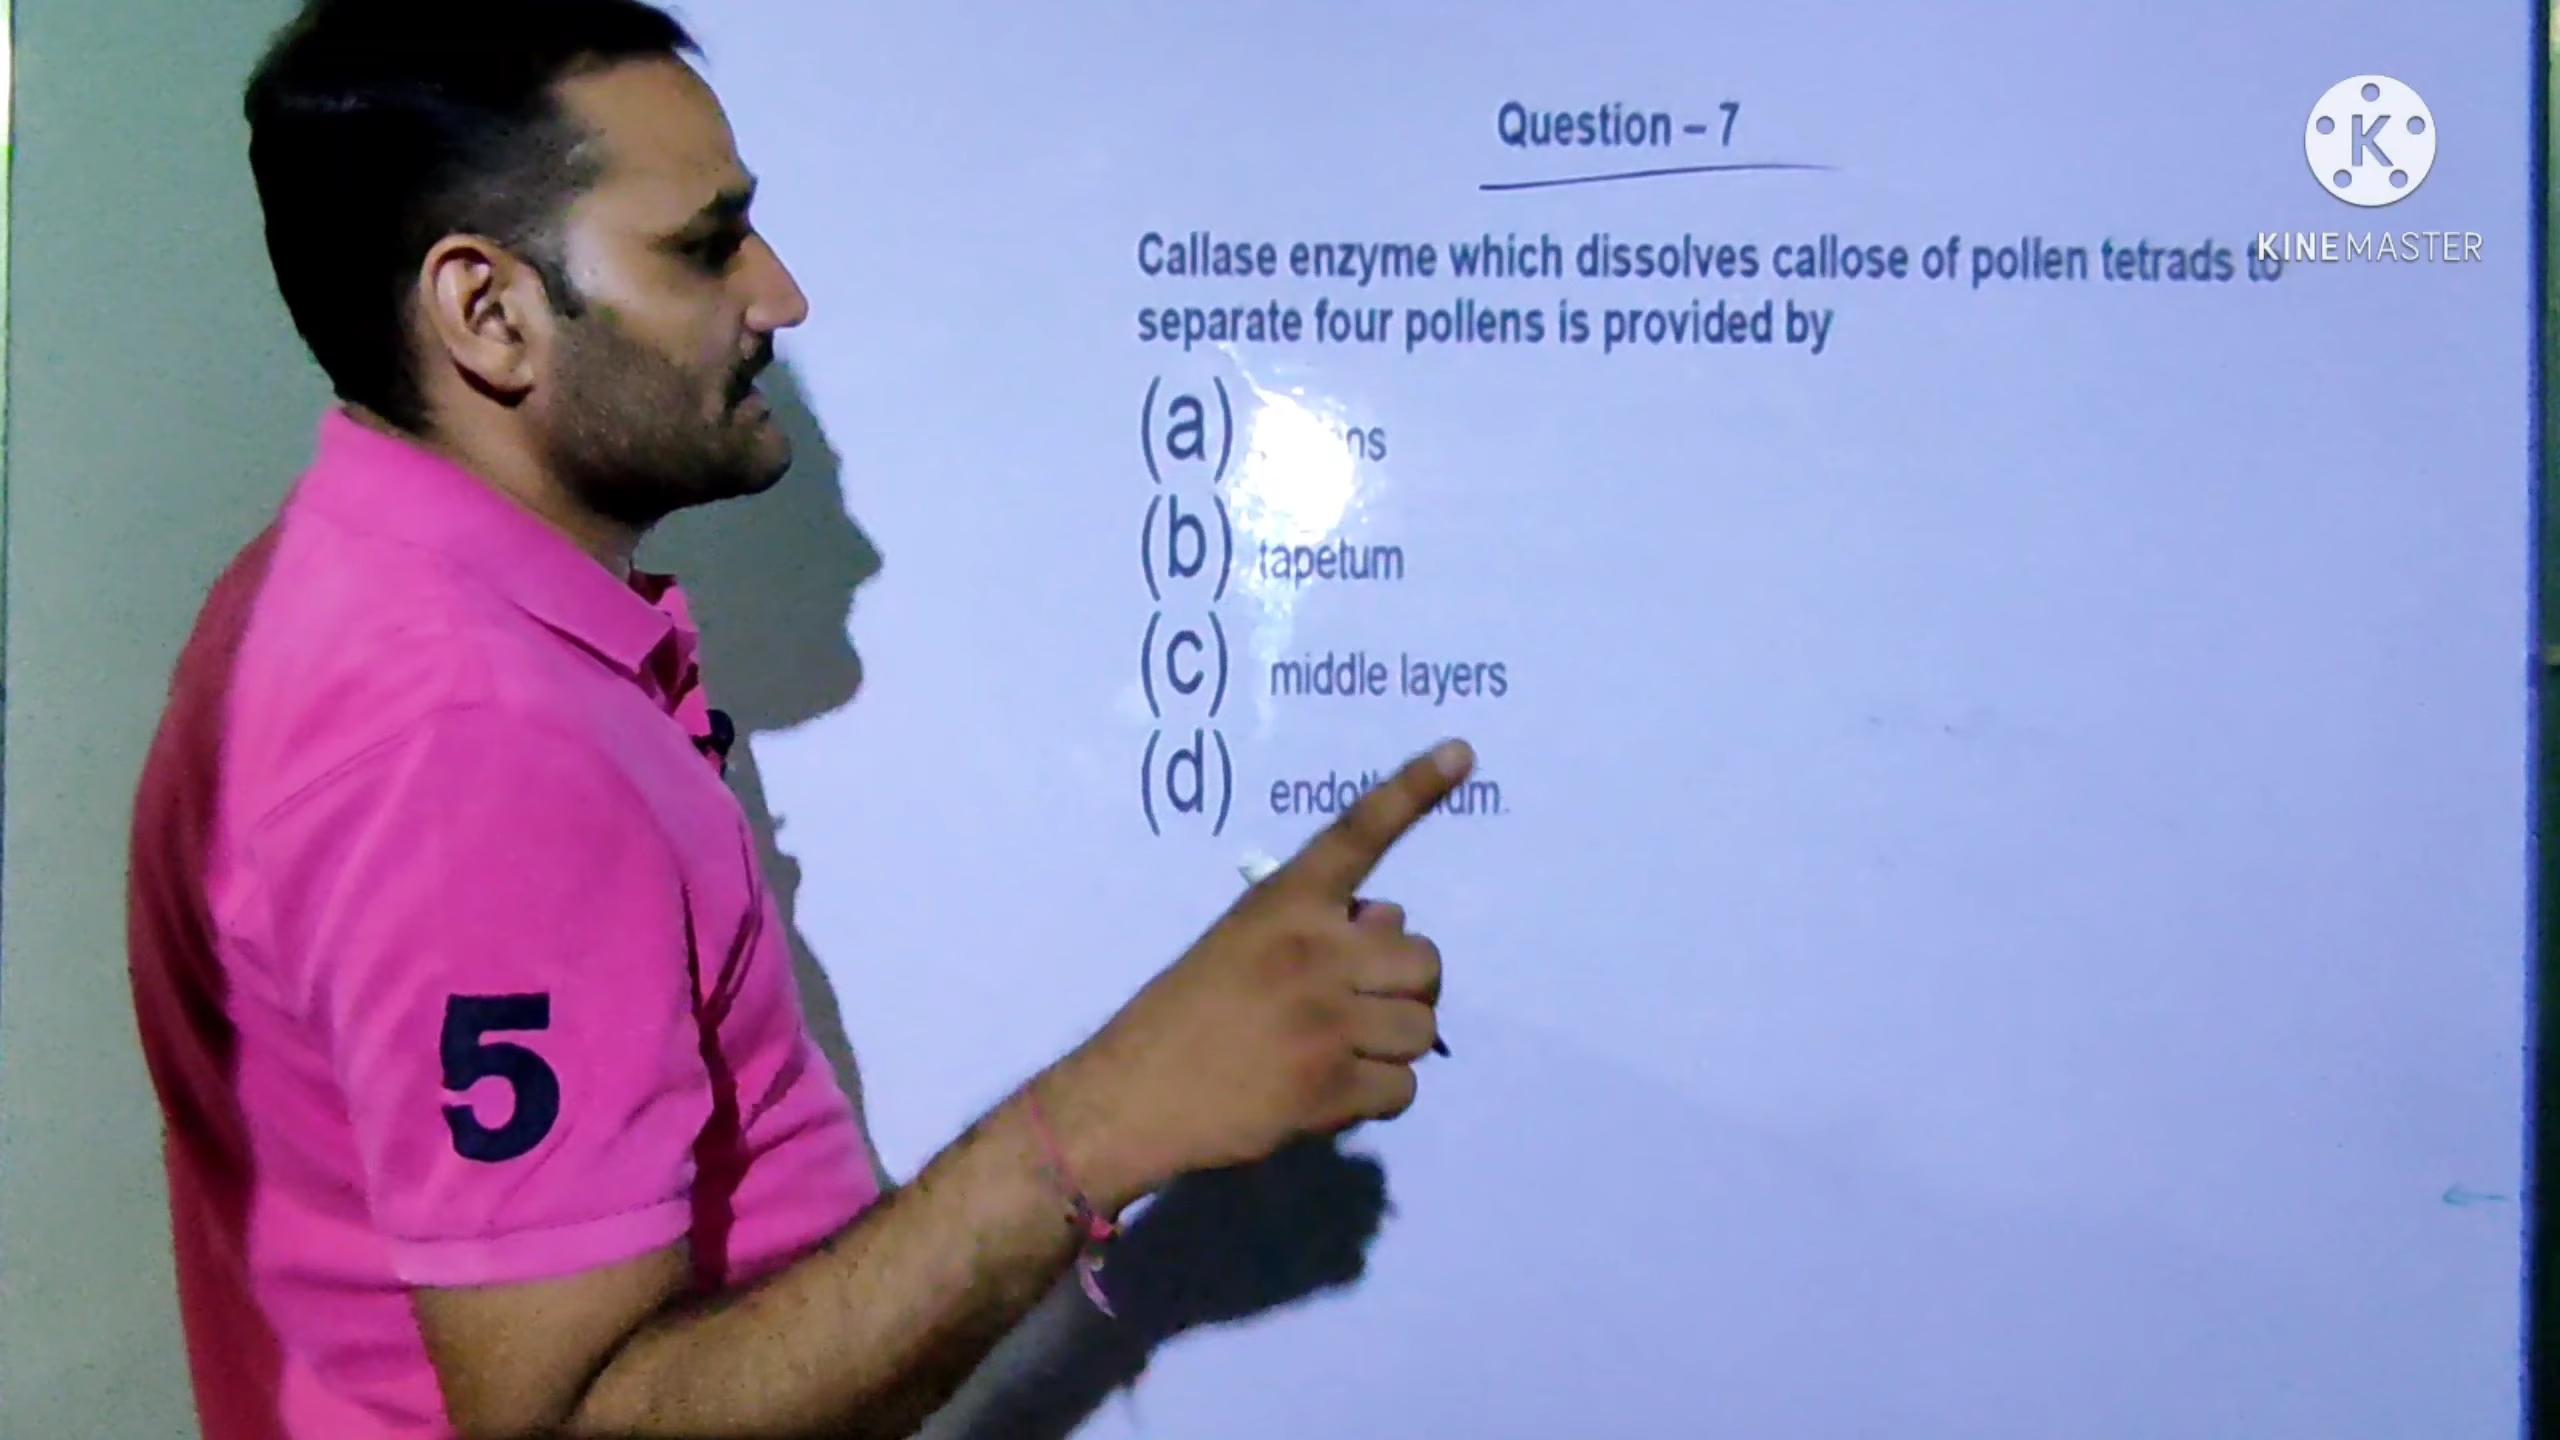 Question – 7
K
KINEMASTER
Callase enzyme which dissolves callose of pollen tetrads to
separate four pollens is provided by
(a)
(b) tapetum
(c) middle layers
(d)
5